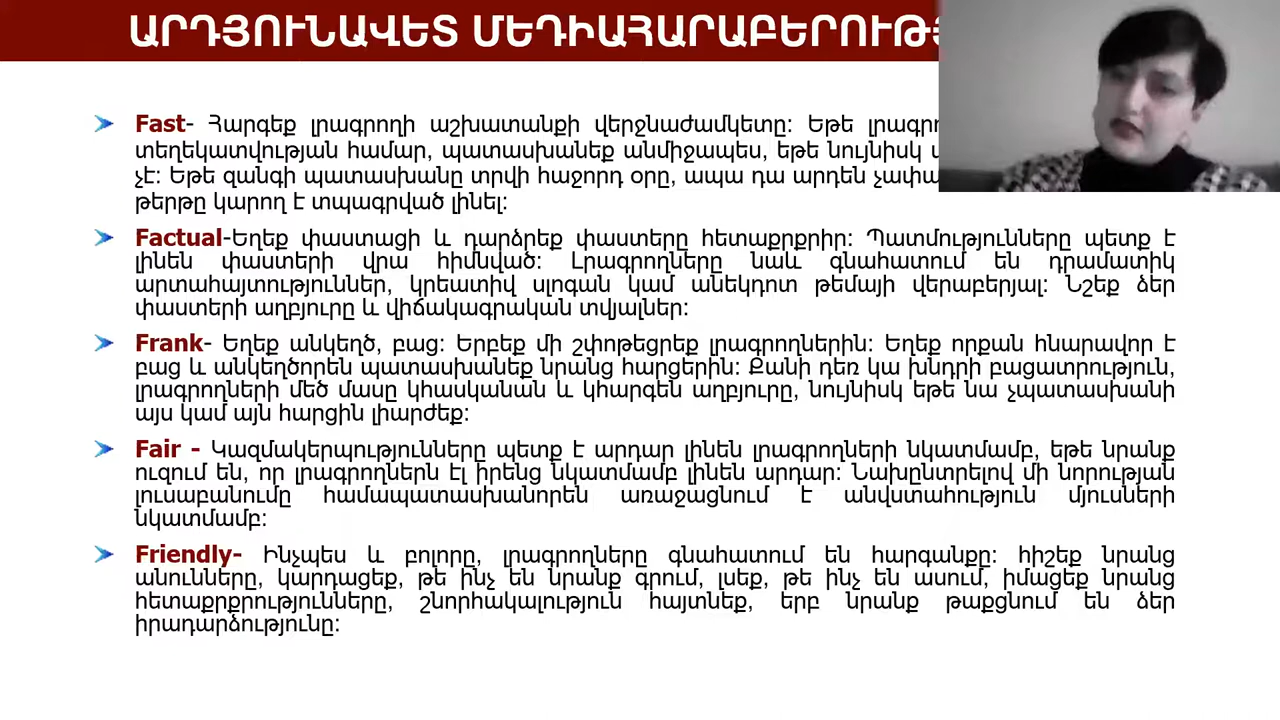 ԱՐԴՅՈՒՆԱՎԵՏ ՄԵԴԻԱՀԱՐԱԲԵՐՈՒԹՅ
Fast- Հարգեք լրագրողի աշխատանքի վերջնաժամկետը։ Եթե
տեղեկատվության համար, պատասխանեք անմիջապես, եթե նույնիսկ
չէ։ Եթե զանգի պատասխանը տրվի հաջորդ օրը, ապա դա արդեն
թերթը կարող է տպագրված լինել։
Factual-Եղեք փաստացի և դարձրեք փաստերը հետաքրքրիր։ Պատմությունները պետք է
լինեն փաստերի վրա հիմնված։ Լրագրողները նաև գնահատում են դրամատիկ
արտահայտություններ, կրեատիվ սլոգան կամ անեկդոտ թեմայի վերաբերյալ։ Նշեք ձեր
փաստերի աղբյուրը և վիճակագրական տվյալներ։
Frank- Եղեք անկեղծ, բաց։ Երբեք մի շփոթեցրեք լրագրողներին։ Եղեք որքան հնարավոր է
բաց և անկեղծորեն պատասխանեք նրանց հարցերին։ Քանի դեռ կա խնդրի բացատրություն,
լրագրողների մեծ մասը կհասկանան և կհարգեն աղբյուրը, նույնիսկ եթե նա չպատասխանի
այս կամ այն հարցին լիարժեք։
Fair - Կազմակերպությունները պետք է արդար լինեն լրագրողների նկատմամբ, եթե նրանք
ուզում են, որ լրագրողներն էլ իրենց նկատմամբ լինեն արդար։ Նախընտրելով մի նորության
լուսաբանումը համապատասխանորեն առաջացնում է անվստահություն մյուսների
նկատմամբ։
Friendly- Ինչպես և բոլորը, լրագրողները գնահատում են հարգանքը։ հիշեք նրանց
անունները, կարդացեք, թե ինչ են նրանք գրում, լսեք, թե ինչ են ասում, իմացեք նրանց
հետաքրքրությունները, շնորհակալություն հայտնեք, երբ նրանք թաքցնում են ձեր
իրադարձությունը։